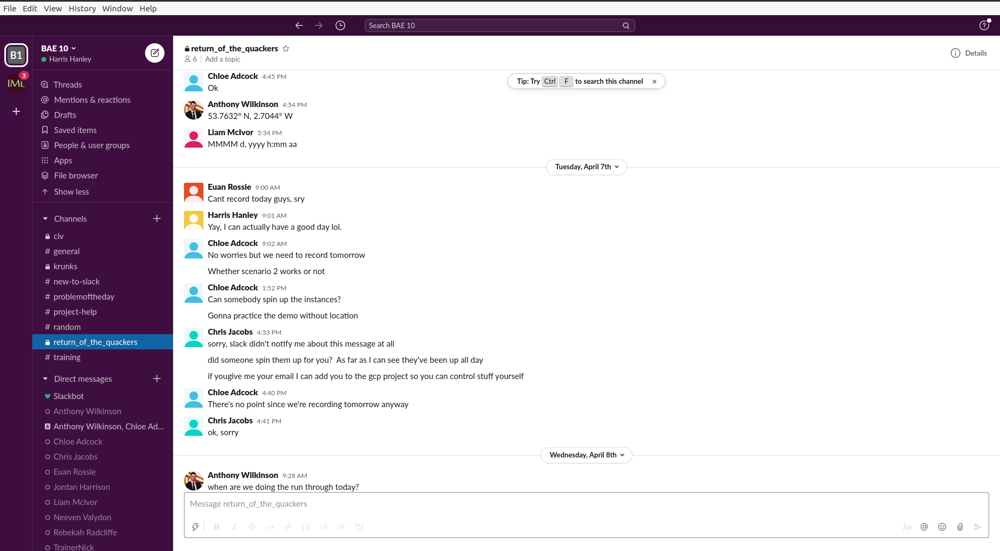 File Edit View History Window Help
Search BAE 10
B1
BAE 10
Harris Hanley
3
IML
Threads
Mentions & reactions
Drafts
Saved items
People & user groups
Apps
File browser
Show less
Channels
civ
# general
krunks
# new-to-slack
# problemoftheday
# project-help
# random
return_of_the_quackers
# training
Direct messages
Slackbot
Anthony Wilkinson
6 Anthony Wilkinson, Chloe Ad...
Chloe Adcock
Chris Jacobs
Euan Rossie
Jordan Harrison
Liam McIvor
Neeven Valydon
Rebekah Radcliffe
TrainerNick
return_of_the_quackers
6 | Add a topic
Details
Tip: Try Ctrl F to search this channel ×
Chloe Adcock 4:45 PM
Ok
Anthony Wilkinson 4:54 PM
53.7632° N, 2.7044° W
Liam McIvor 5:34 PM
MMMM d, yyyy h:mm aa
Tuesday, April 7th
Euan Rossie 9:00 AM
Cant record today guys, sry
Harris Hanley 9:01 AM
Yay, I can actually have a good day lol.
Chloe Adcock 9:02 AM
No worries but we need to record tomorrow
Whether scenario 2 works or not
Chloe Adcock 1:52 PM
Can somebody spin up the instances?
Gonna practice the demo without location
Chris Jacobs 4:33 PM
sorry, slack didn't notify me about this message at all
did someone spin them up for you?  As far as I can see they've been up all day
if yougive me your email I can add you to the gcp project so you can control stuff yourself
Chloe Adcock 4:40 PM
There's no point since we're recording tomorrow anyway
Chris Jacobs 4:41 PM
ok, sorry
Wednesday, April 8th
Anthony Wilkinson 9:28 AM
when are we doing the run through today?
Message return_of_the_quackers
B I S </> Aa @